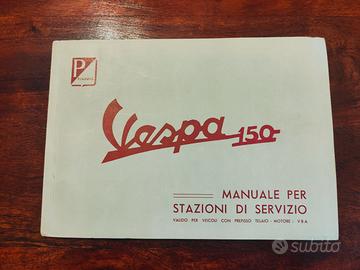 P
PIAGGIO
Vespa 150
MANUALE PER
STAZIONI DI SERVIZIO
VALIDO PER VEICOLI CON PREFISSO TELAIO - MOTORE: VBA
subito